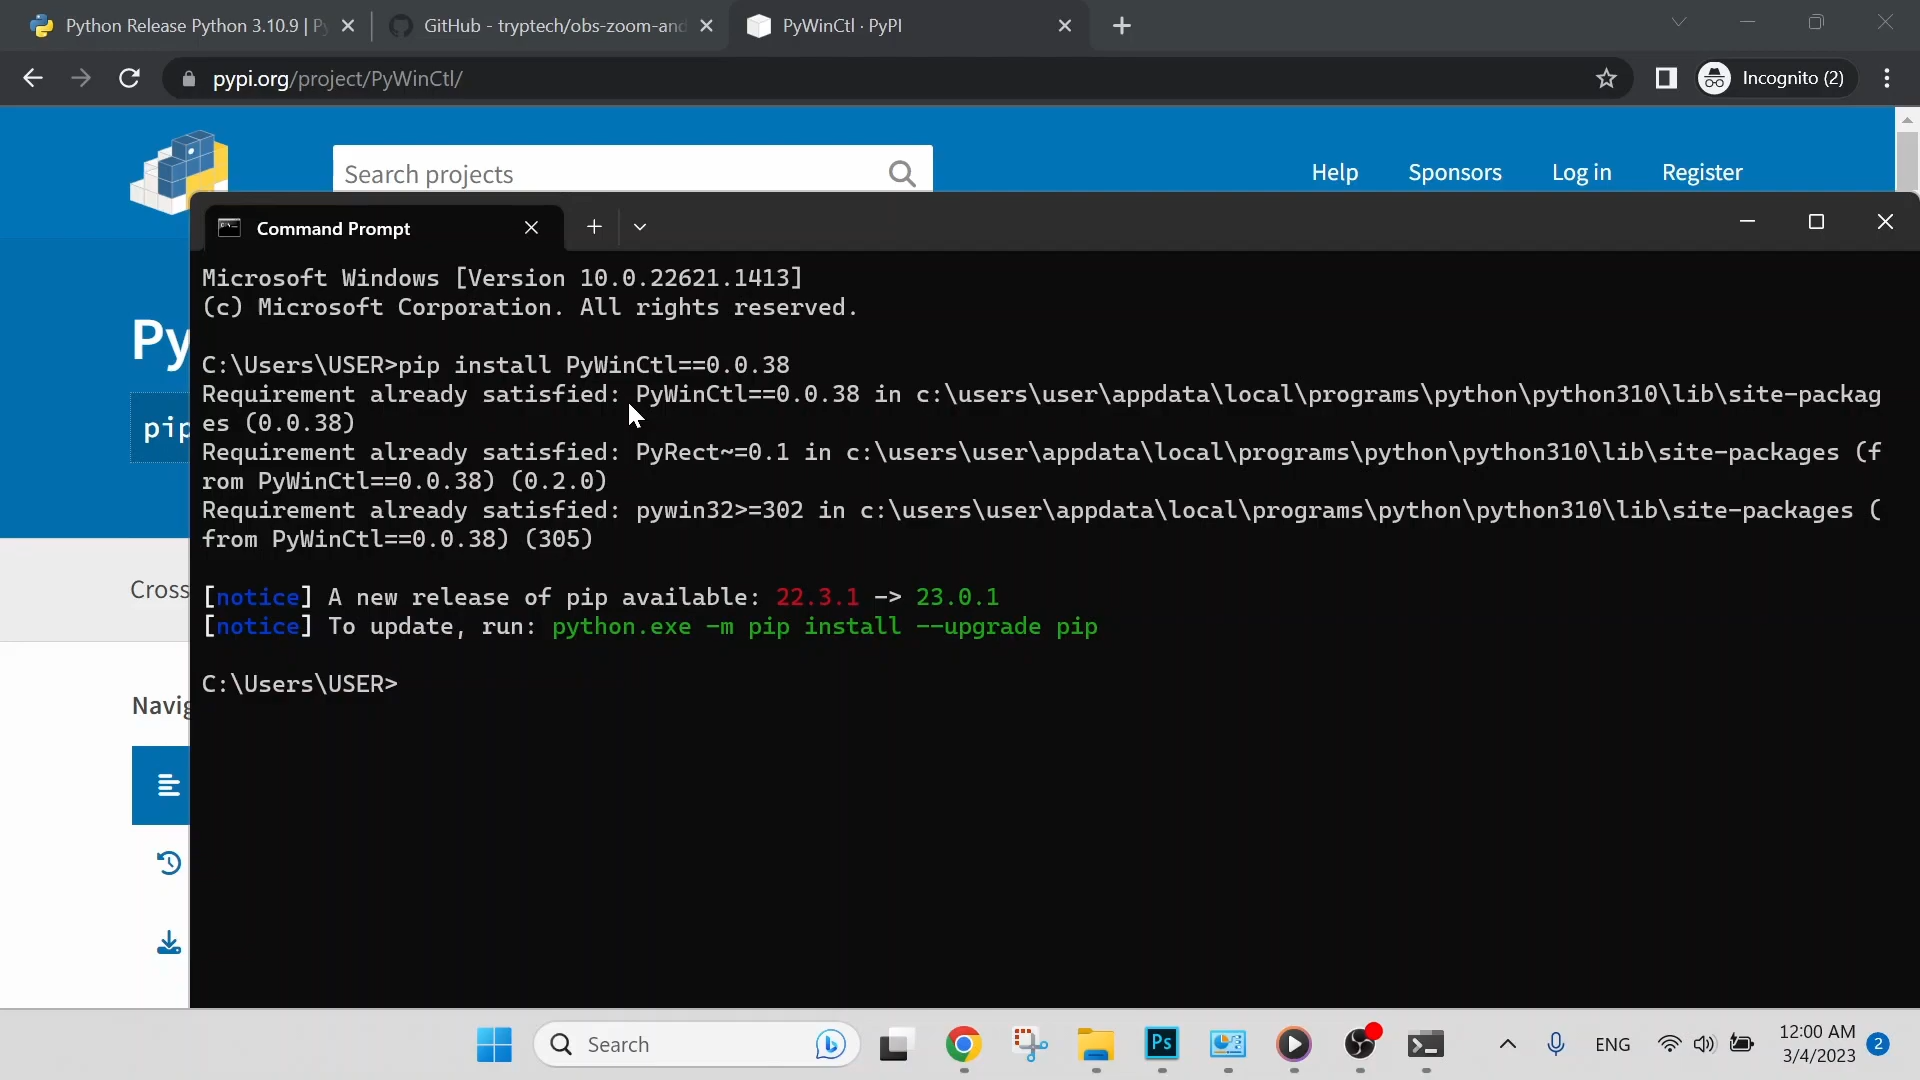 Python Release Python 3.10.9 | Py
GitHub - tryptech/obs-zoom-and
PyWinCtl · PyPI
pypi.org/project/PyWinCtl/
Incognito (2)
Search projects
Help
Sponsors
Log in
Register
Command Prompt
Py
pip
Cross
Navig
Microsoft Windows [Version 10.0.22621.1413]
(c) Microsoft Corporation. All rights reserved.
C:\Users\USER>pip install PyWinCtl==0.0.38
Requirement already satisfied: PyWinCtl==0.0.38 in c:\users\user\appdata\local\programs\python\python310\lib\site-packag
es (0.0.38)
Requirement already satisfied: PyRect~=0.1 in c:\users\user\appdata\local\programs\python\python310\lib\site-packages (f
rom PyWinCtl==0.0.38) (0.2.0)
Requirement already satisfied: pywin32>=302 in c:\users\user\appdata\local\programs\python\python310\lib\site-packages (
from PyWinCtl==0.0.38) (305)
[notice] A new release of pip available: 22.3.1 -> 23.0.1
[notice] To update, run: python.exe -m pip install --upgrade pip
C:\Users\USER>
Search
Ps
ENG
12:00 AM
3/4/2023
2